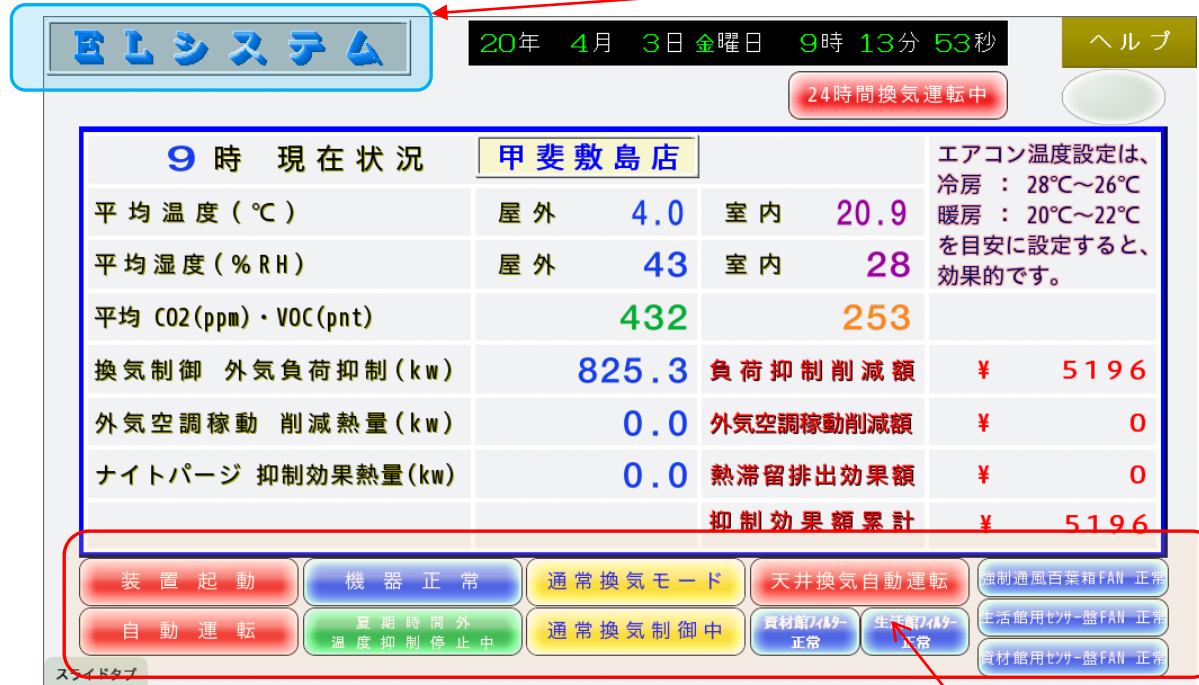 ELシステム
20年 4月 3日 金曜日 9時 13分 53秒
ヘルプ
24時間換気運転中
9時 現在状況 甲斐敷島店
エアコン温度設定は、
冷房 : 28℃～26℃
暖房 : 20℃～22℃
を目安に設定すると、
効果的です。
平均温度(℃) 屋外 4.0 室内 20.9
平均湿度(%RH) 屋外 43 室内 28
平均 CO2(ppm)・VOC(pnt) 432 253
換気制御 外気負荷抑制(kw) 825.3 負荷抑制削減額 ¥ 5196
外気空調稼動 削減熱量(kw) 0.0 外気空調稼動削減額 ¥ 0
ナイトパージ 抑制効果熱量(kw) 0.0 熱滞留排出効果額 ¥ 0
抑制効果額累計 ¥ 5196
装置起動 機器正常 通常換気モード 天井換気自動運転 強制通風百葉箱FAN 正常
自動運転
夏期時間外
温度抑制停止中
通常換気制御中
資材館フィルター
正常
生活館フィルター
正常
生活館用センサー盤FAN 正常
資材館用センサー盤FAN 正常
スライドタブ